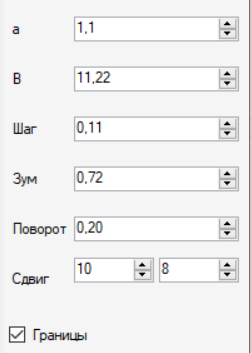 a 1,1
B 11,22
Шаг 0,11
Зум 0,72
Поворот 0,20
Сдвиг 10 8
Границы